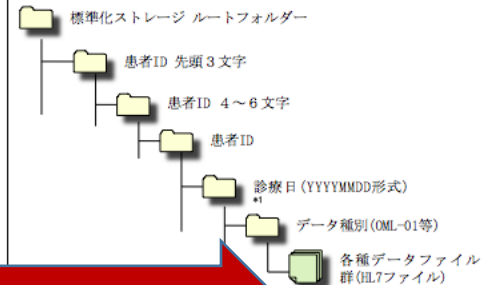 標準化ストレージ ルートフォルダー
患者ID 先頭3文字
患者ID 4～6文字
患者ID
診療日(YYYYMMDD形式)
*1
データ種別(OML-01等)
各種データファイル
群(HL7ファイル)